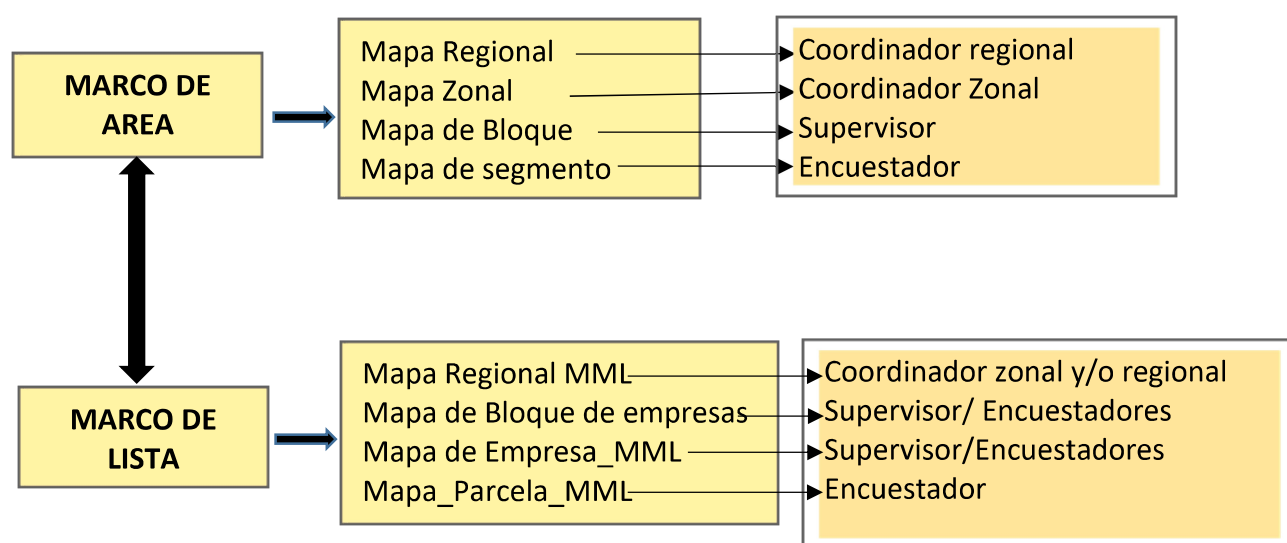 MARCO DE
AREA
Mapa Regional
Mapa Zonal
Mapa de Bloque
Mapa de segmento
Coordinador regional
Coordinador Zonal
Supervisor
Encuestador
MARCO DE
LISTA
Mapa Regional MML
Mapa de Bloque de empresas
Mapa de Empresa_MML
Mapa_Parcela_MML
Coordinador zonal y/o regional
Supervisor/ Encuestadores
Supervisor/Encuestadores
Encuestador